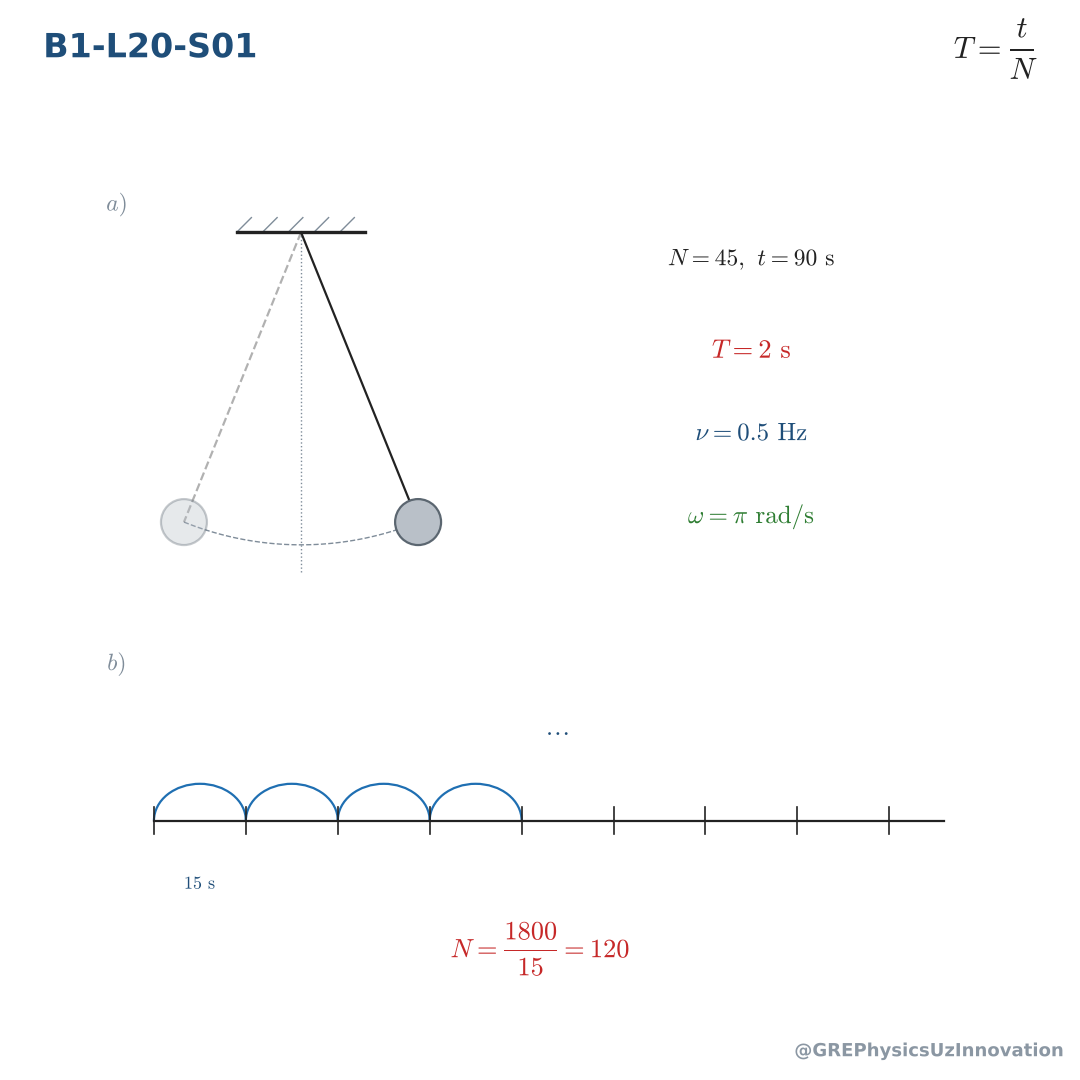 B1-L20-S01
T = t/N
a)
N = 45, t = 90 s
T = 2 s
ν = 0.5 Hz
ω = π rad/s
b)
...
15 s
N = 1800/15 = 120
@GREPhysicsUzInnovation